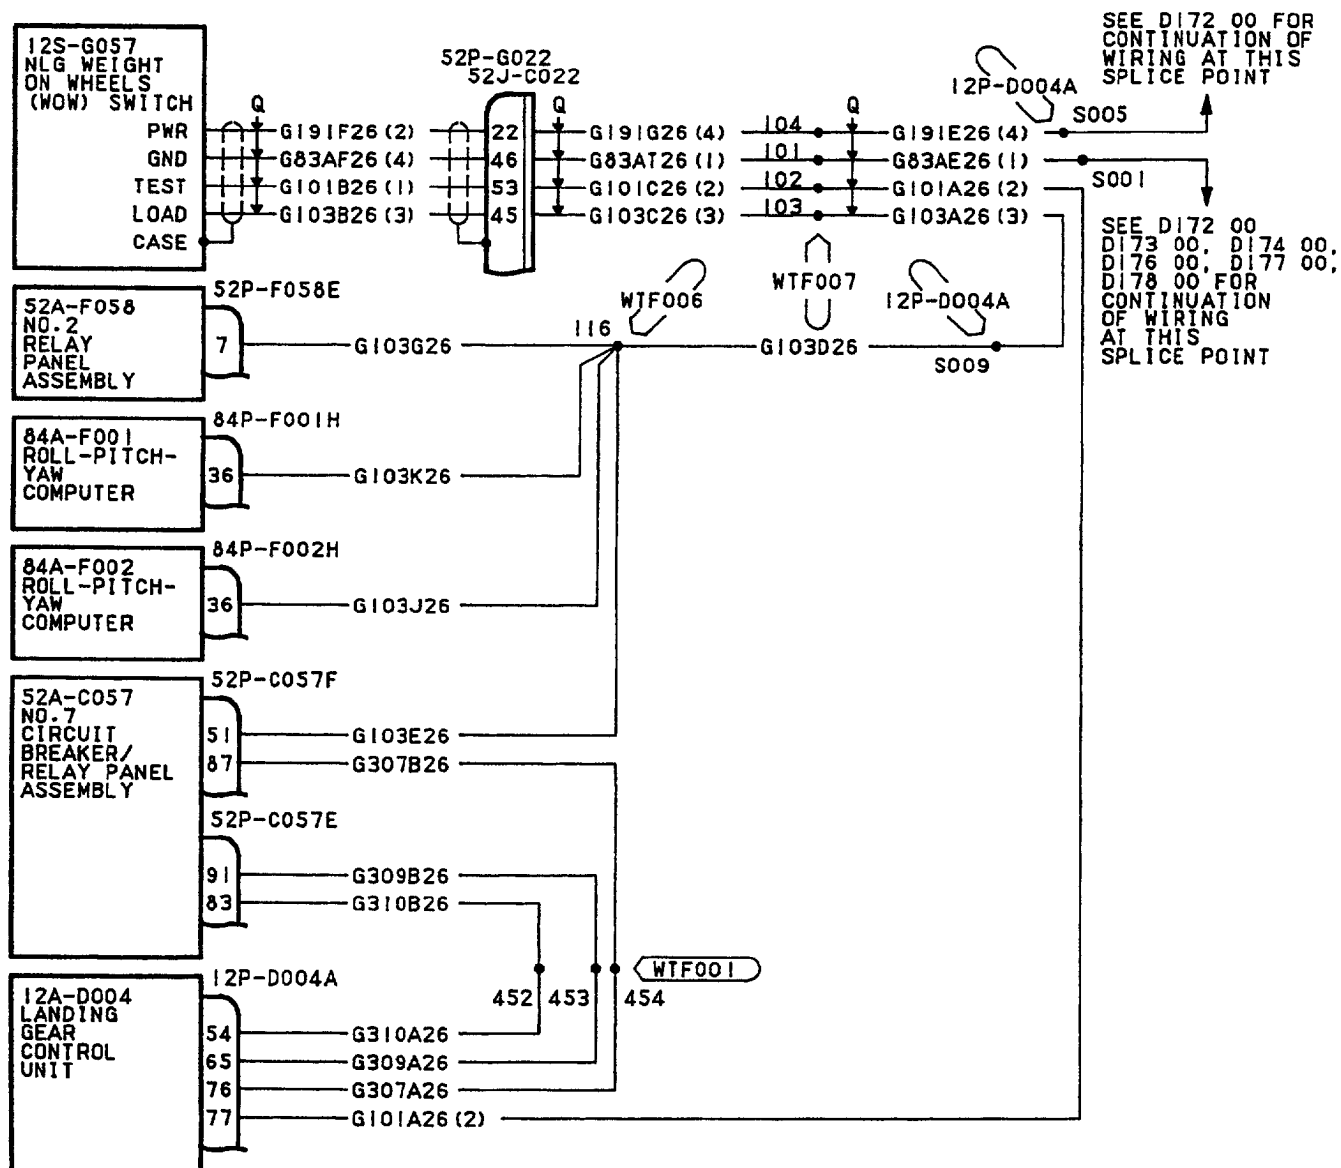 SEE D172 00 FOR
CONTINUATION OF
WIRING AT THIS
SPLICE POINT
12S-G057
NLG WEIGHT
ON WHEELS
(WOW) SWITCH
52P-G022
52J-C022
12P-D004A
Q Q Q
PWR G191F26(2) 22 G191G26(4) 104 G191E26(4) S005
GND G83AF26(4) 46 G83AT26(1) 101 G83AE26(1) S001
TEST G101B26(1) 53 G101C26(2) 102 G101A26(2)
LOAD G103B26(3) 45 G103C26(3) 103 G103A26(3)
CASE
SEE D172 00
D173 00, D174 00,
D176 00, D177 00,
D178 00 FOR
CONTINUATION
OF WIRING
AT THIS
SPLICE POINT
WTF006
WTF007
12P-D004A
52A-F058
NO.2
RELAY
PANEL
ASSEMBLY
52P-F058E
7 G103G26 116 G103D26 S009
84A-F001
ROLL-PITCH-
YAW
COMPUTER
84P-F001H
36 G103K26
84A-F002
ROLL-PITCH-
YAW
COMPUTER
84P-F002H
36 G103J26
52A-C057
NO.7
CIRCUIT
BREAKER/
RELAY PANEL
ASSEMBLY
52P-C057F
51 G103E26
87 G307B26
52P-C057E
91 G309B26
83 G310B26
WTF001
452 453 454
12A-D004
LANDING
GEAR
CONTROL
UNIT
12P-D004A
54 G310A26
65 G309A26
76 G307A26
77 G101A26(2)